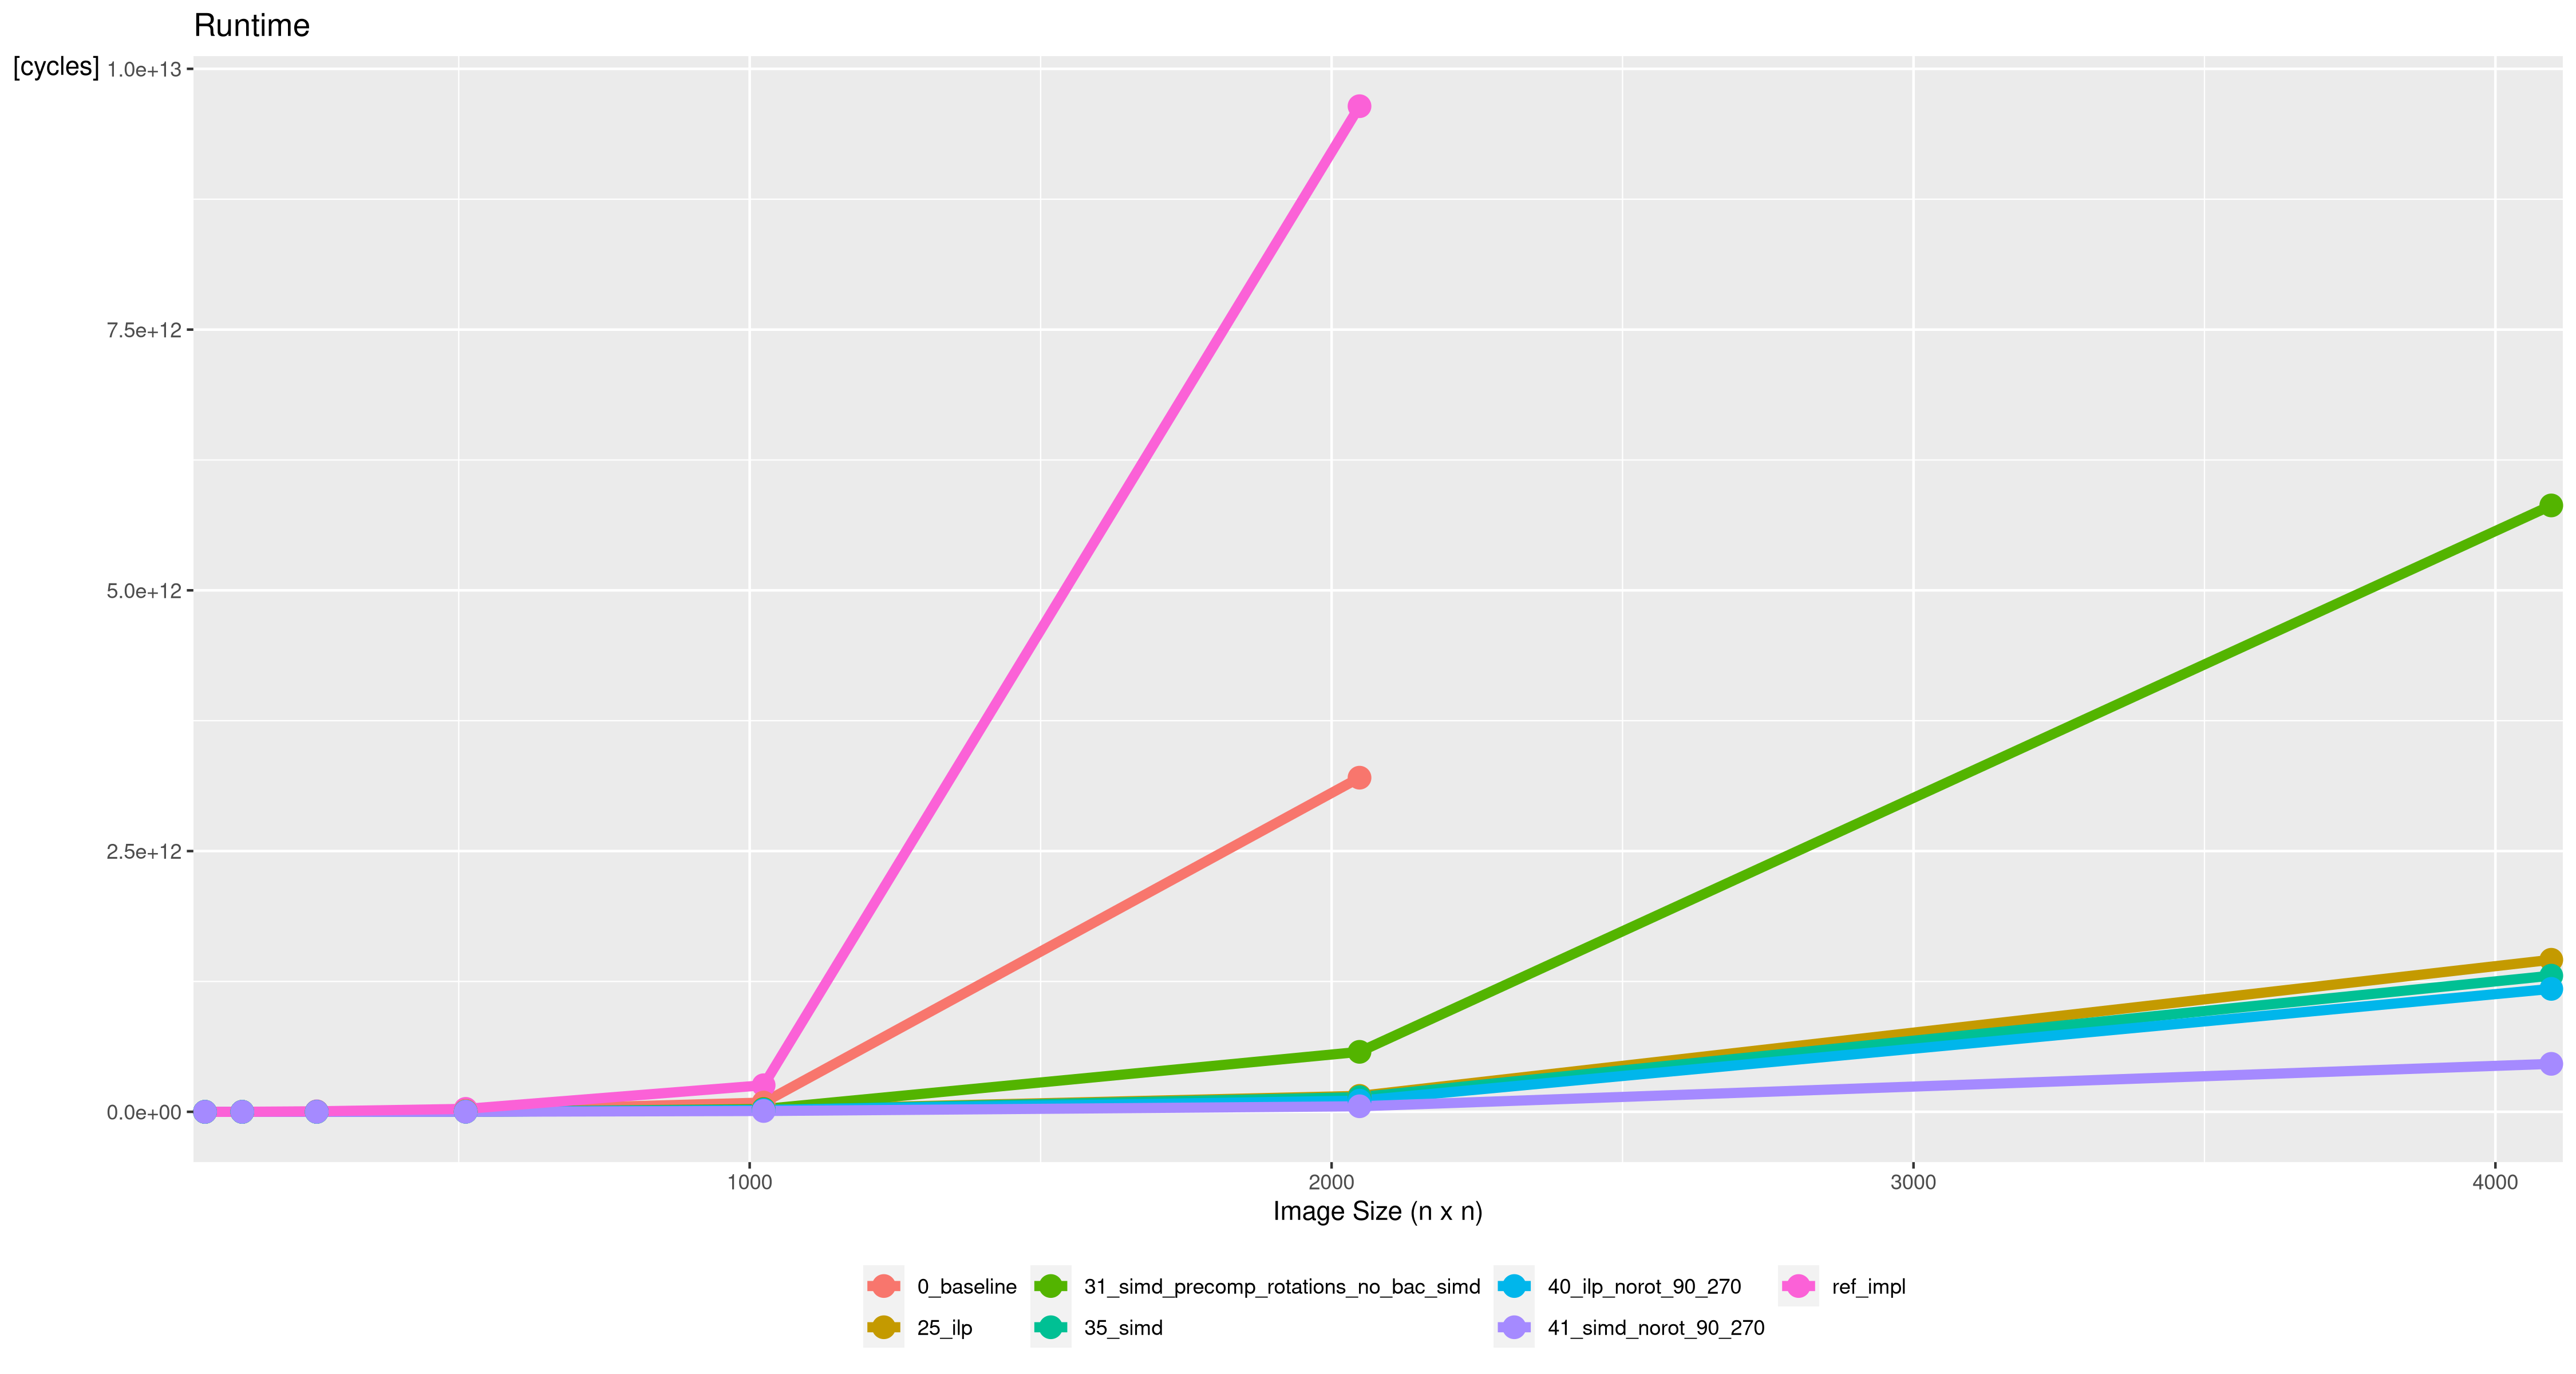 Runtime
[cycles]
1.0e+13
7.5e+12
5.0e+12
2.5e+12
0.0e+00
1000 2000 3000 4000
Image Size (n x n)
0_baseline 31_simd_precomp_rotations_no_bac_simd 40_ilp_norot_90_270 ref_impl
25_ilp 35_simd 41_simd_norot_90_270